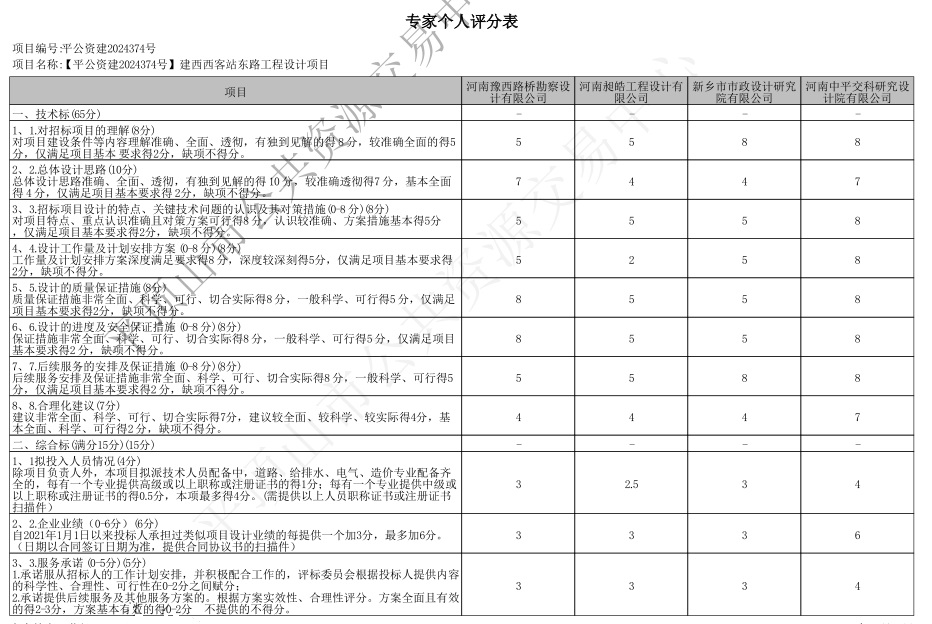 专家个人评分表
项目编号:平公资建2024374号
项目名称:【平公资建2024374号】建西西客站东路工程设计项目
项目
河南豫西路桥勘察设计有限公司
河南昶皓工程设计有限公司
新乡市市政设计研究院有限公司
河南中平交科研究设计院有限公司
一、技术标(65分)
- - - -
1、1.对招标项目的理解(8分)
对项目建设条件等内容理解准确、全面、透彻，有独到见解的得8分，较准确全面的得5
分，仅满足项目基本要求得2分，缺项不得分。
5 5 8 8
2、2.总体设计思路(10分)
总体设计思路准确、全面、透彻，有独到见解的得10分，较准确透彻得7分，基本全面
得4分，仅满足项目基本要求得2分，缺项不得分。
7 4 4 7
3、3.招标项目设计的特点、关键技术问题的认识及其对策措施(0-8分)(8分)
对项目特点、重点认识准确且对策方案可行得8分，认识较准确、方案措施基本得5分
，仅满足项目基本要求得2分，缺项不得分。
5 5 5 8
4、4.设计工作量及计划安排方案(0-8分)(8分)
工作量及计划安排方案深度满足要求得8分，深度较深刻得5分，仅满足项目基本要求得
2分，缺项不得分。
5 2 5 8
5、5.设计的质量保证措施(8分)
质量保证措施非常全面、科学、可行、切合实际得8分，一般科学、可行得5分，仅满足
项目基本要求得2分，缺项不得分。
8 5 5 8
6、6.设计的进度及安全保证措施(0-8分)(8分)
保证措施非常全面、科学、可行、切合实际得8分，一般科学、可行得5分，仅满足项目
基本要求得2分，缺项不得分。
8 5 5 8
7、7.后续服务的安排及保证措施(0-8分)(8分)
后续服务安排及保证措施非常全面、科学、可行、切合实际得8分，一般科学、可行得5
分，仅满足项目基本要求得2分，缺项不得分。
5 5 8 8
8、8.合理化建议(7分)
建议非常全面、科学、可行、切合实际得7分，建议较全面、较科学、较实际得4分，基
本全面、科学、可行得2分，缺项不得分。
4 4 4 7
二、综合标(满分15分)(15分)
- - - -
1、1拟投入人员情况(4分)
除项目负责人外，本项目拟派技术人员配备中，道路、给排水、电气、造价专业配备齐
全的，每有一个专业提供高级或以上职称或注册证书的得1分；每有一个专业提供中级或
以上职称或注册证书的得0.5分，本项最多得4分。(需提供以上人员职称证书或注册证书
扫描件)
3 2.5 3 4
2、2.企业业绩（0-6分）(6分)
自2021年1月1日以来投标人承担过类似项目设计业绩的每提供一个加3分，最多加6分。
（日期以合同签订日期为准，提供合同协议书的扫描件）
3 3 3 6
3、3.服务承诺(0-5分)(5分)
1.承诺服从招标人的工作计划安排，并积极配合工作的，评标委员会根据投标人提供内容
的科学性、合理性、可行性在0-2分之间赋分；
2.承诺提供后续服务及其他服务方案的。根据方案实效性、合理性评分。方案全面且有效
的得2-3分，方案基本有效的得0-2分 不提供的不得分。
3 3 3 4
平顶山市公共资源交易中心
平顶山市公共资源交易中心